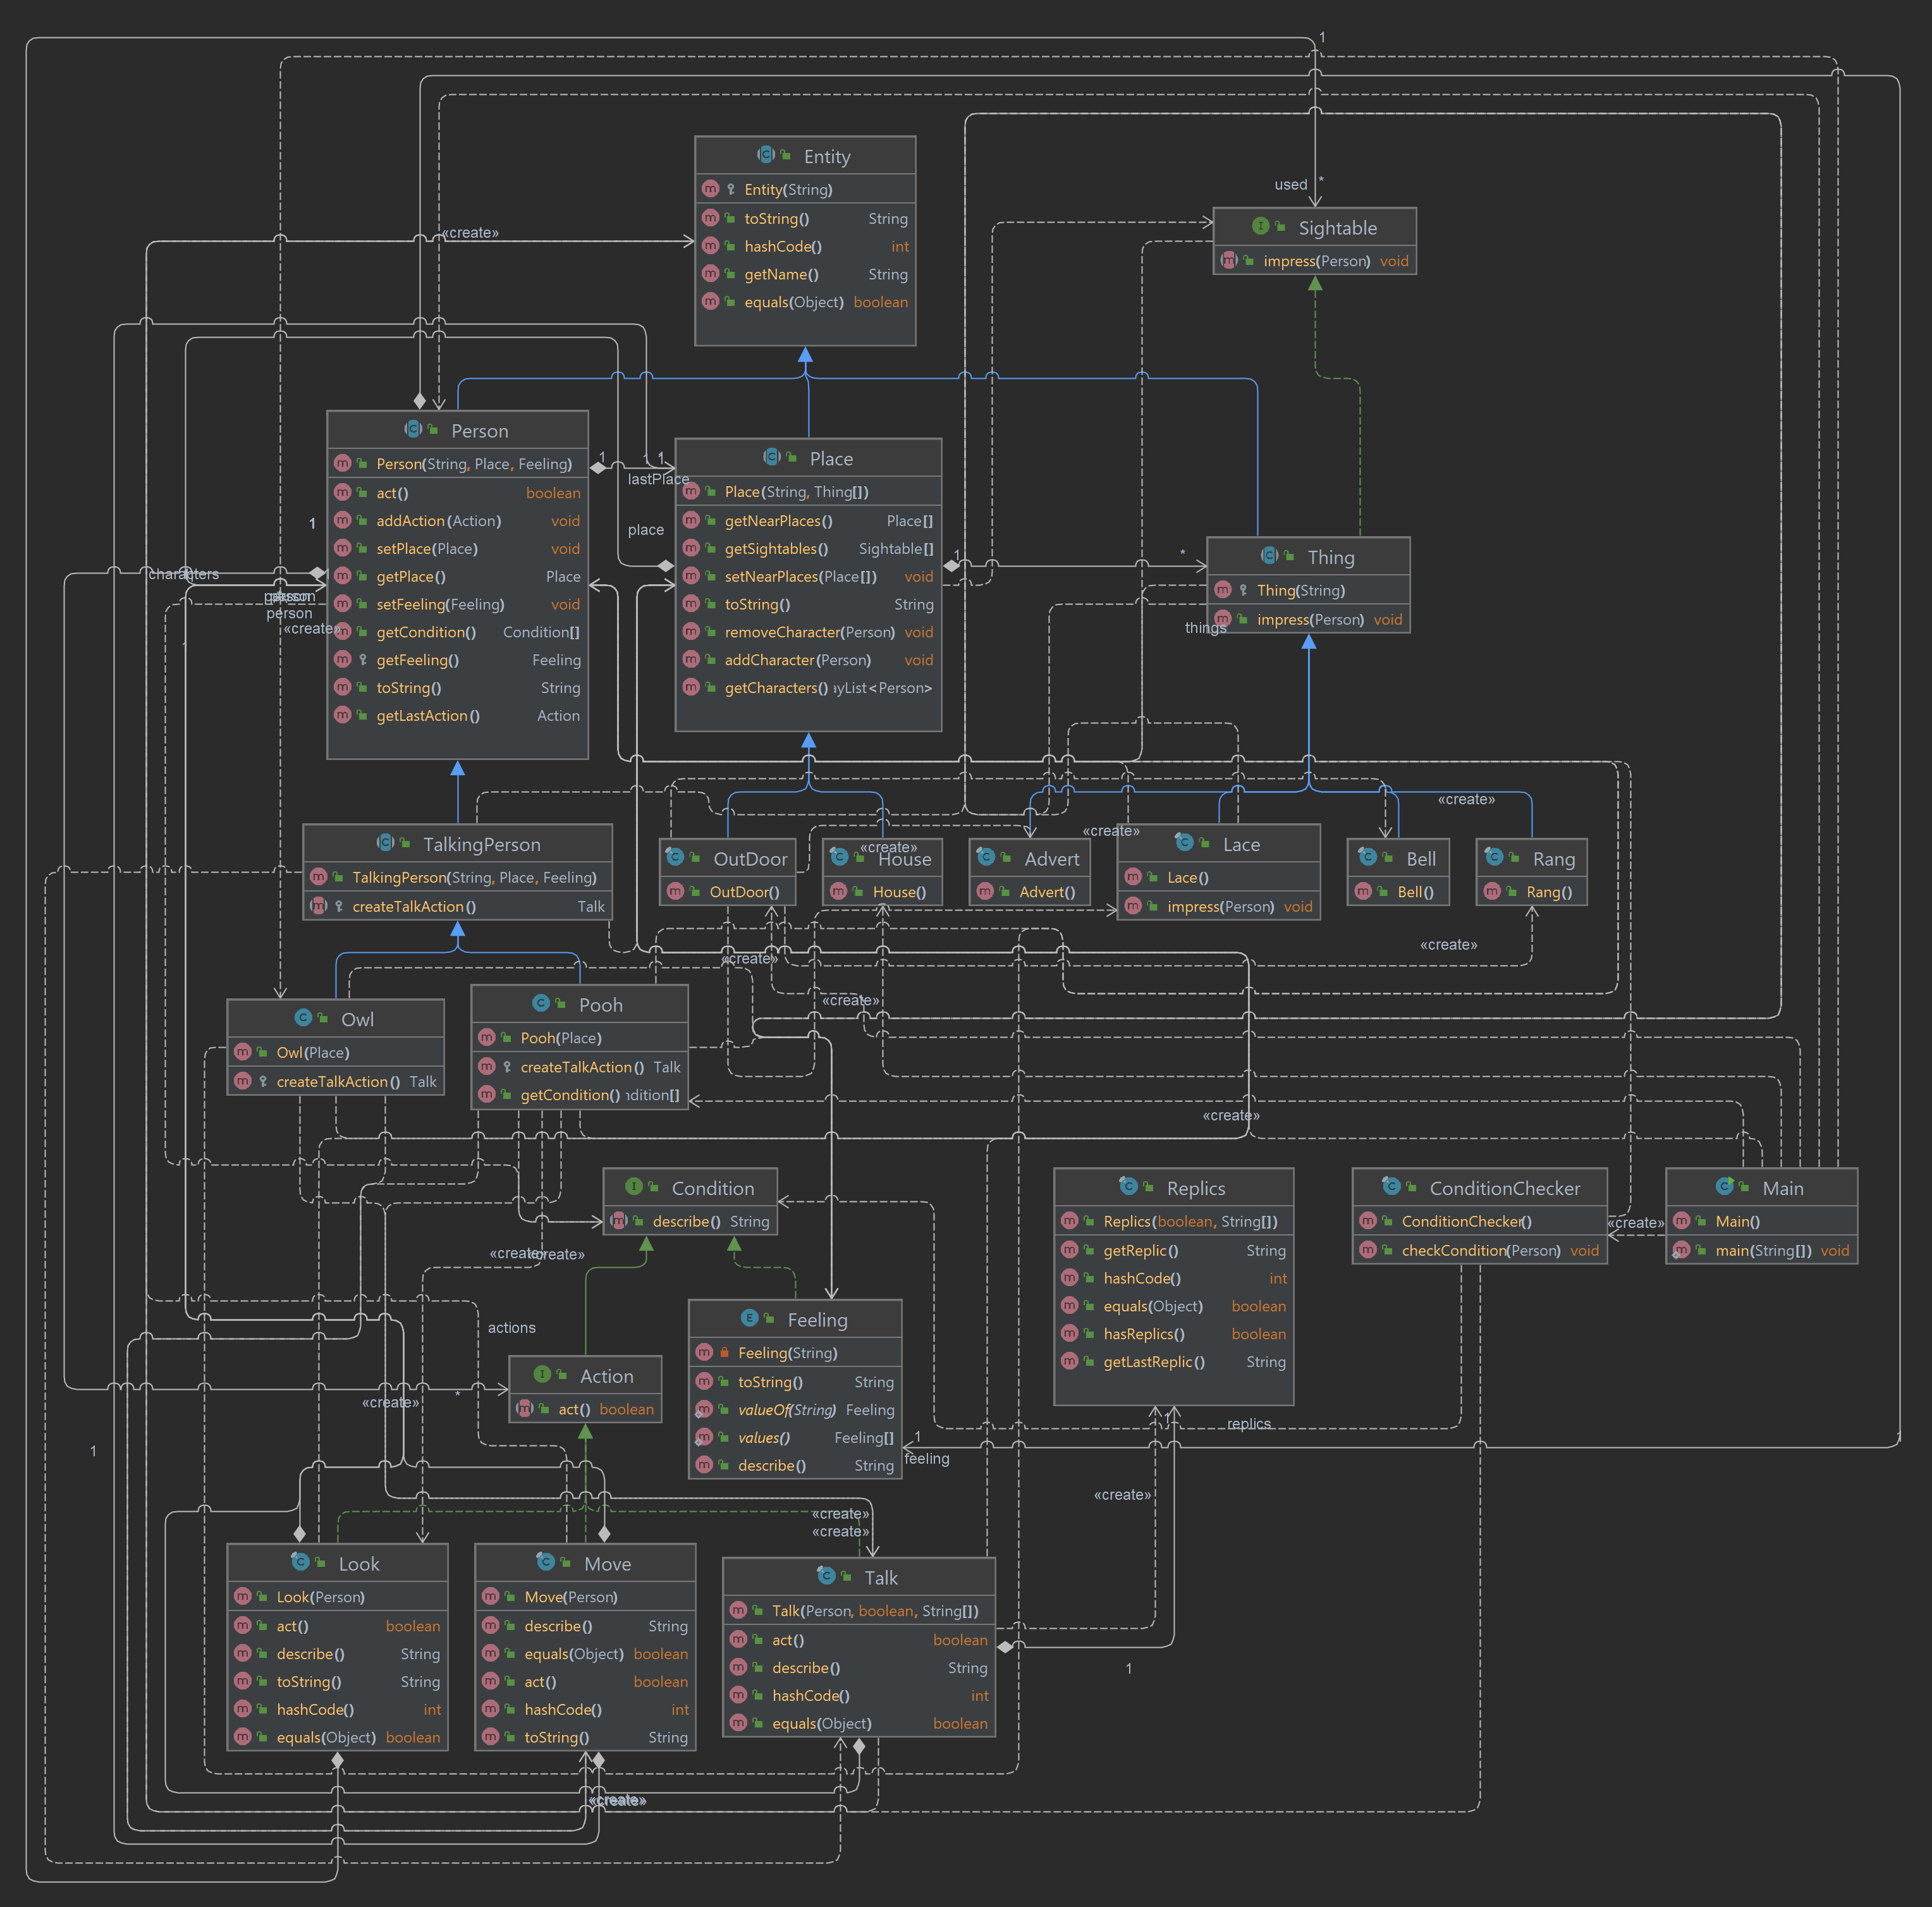 1
used *
Entity
Entity(String)
toString() String
hashCode() int
getName() String
equals(Object) boolean
«create»
Sightable
impress(Person) void
Person
Person(String, Place, Feeling)
act() boolean
addAction(Action) void
setPlace(Place) void
getPlace() Place
setFeeling(Feeling) void
getCondition() Condition[]
getFeeling() Feeling
toString() String
getLastAction() Action
1
1 1 1
lastPlace
place
characters
person
person
«create»
Place
Place(String, Thing[])
getNearPlaces() Place[]
getSightables() Sightable[]
setNearPlaces(Place[]) void
toString() String
removeCharacter(Person) void
addCharacter(Person) void
getCharacters() ayList<Person>
1 *
things
Thing
Thing(String)
impress(Person) void
TalkingPerson
TalkingPerson(String, Place, Feeling)
createTalkAction() Talk
OutDoor
OutDoor()
«create»
House
House()
Advert
Advert()
«create»
Lace
Lace()
impress(Person) void
«create»
Bell
Bell()
Rang
Rang()
«create»
«create»
«create»
Owl
Owl(Place)
createTalkAction() Talk
Pooh
Pooh(Place)
createTalkAction() Talk
getCondition() ndition[]
«create»
Condition
describe() String
«create»
«create»
Replics
Replics(boolean, String[])
getReplic() String
hashCode() int
equals(Object) boolean
hasReplics() boolean
getLastReplic() String
ConditionChecker
ConditionChecker()
checkCondition(Person) void
«create»
Main
Main()
main(String[]) void
actions
*
«create»
Action
act() boolean
Feeling
Feeling(String)
toString() String
valueOf(String) Feeling
values() Feeling[]
describe() String
1
feeling
1
replics
1
1
«create»
«create»
«create»
Look
Look(Person)
act() boolean
describe() String
toString() String
hashCode() int
equals(Object) boolean
Move
Move(Person)
describe() String
equals(Object) boolean
act() boolean
hashCode() int
toString() String
Talk
Talk(Person, boolean, String[])
act() boolean
describe() String
hashCode() int
equals(Object) boolean
1
«create»